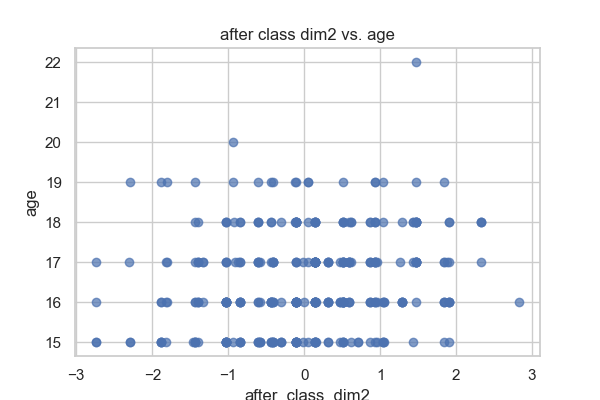 after class dim2 vs. age
22
21
20
19
18
17
16
15
age
−3 −2 −1 0 1 2 3
after_class_dim2